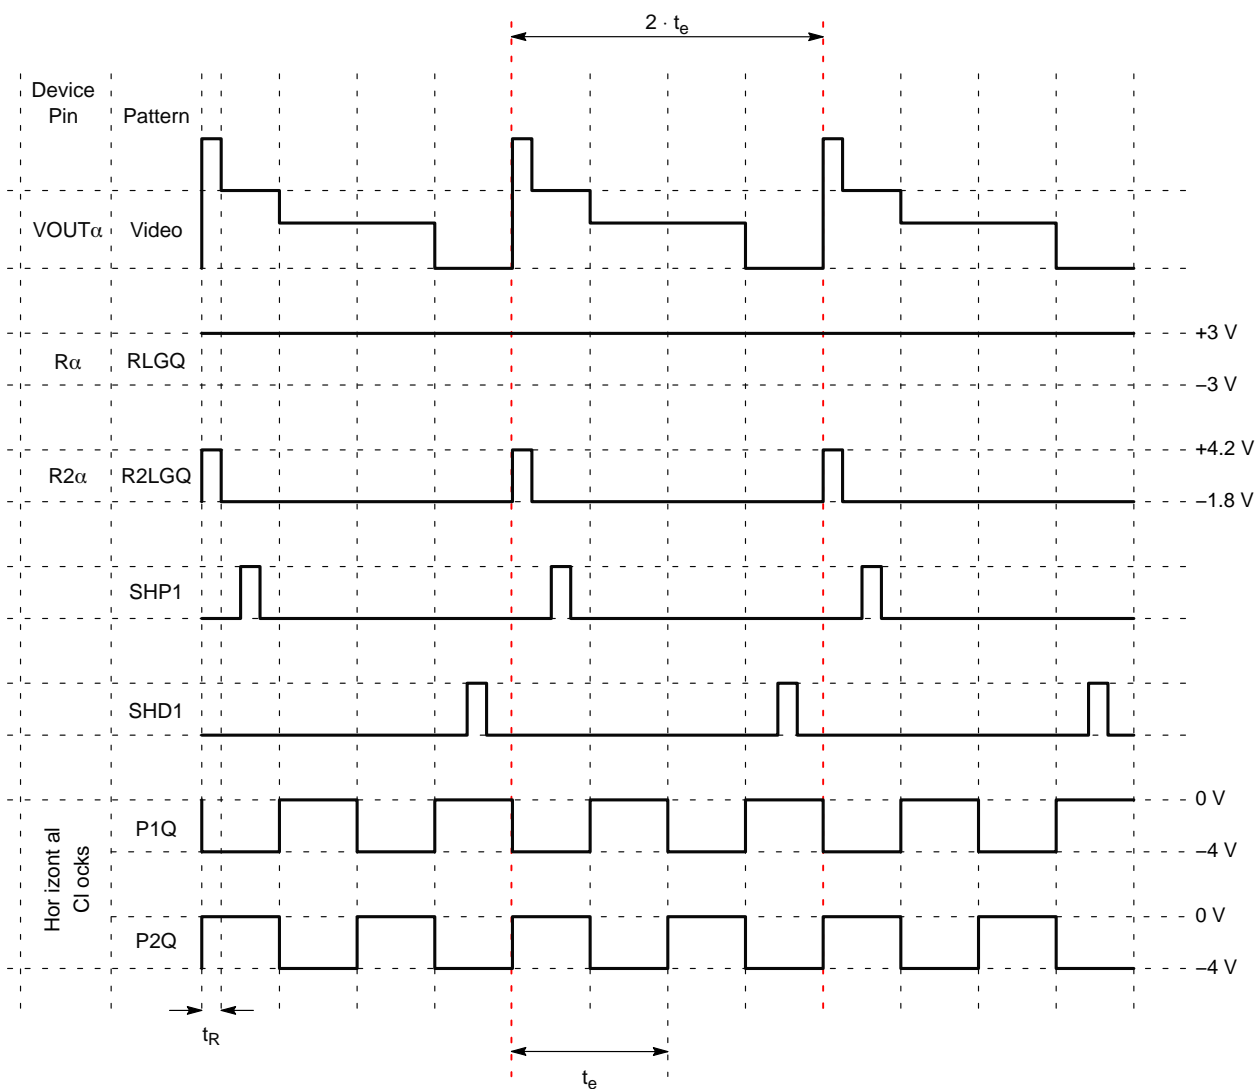 2 · te
Device
Pin
Pattern
VOUTα
Video
+3 V
Rα
RLGQ
–3 V
+4.2 V
R2α
R2LGQ
–1.8 V
SHP1
SHD1
0 V
P1Q
–4 V
Hor izont al
Cl ocks
0 V
P2Q
–4 V
tR
te